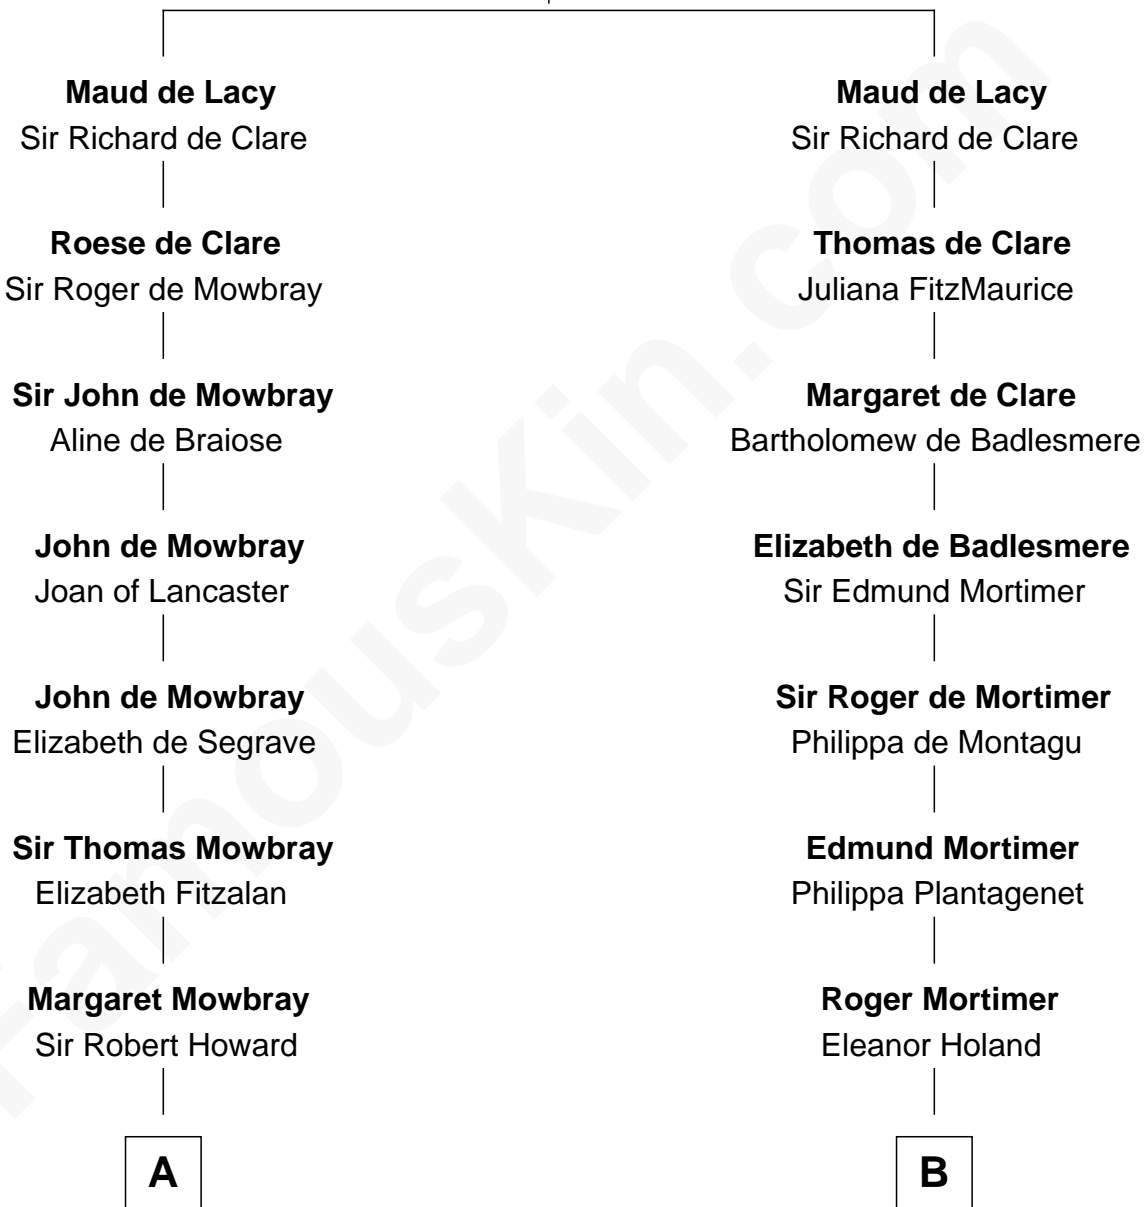 Maud de Lacy
Sir Richard de Clare
Roese de Clare
Sir Roger de Mowbray
Sir John de Mowbray
Aline de Braiose
John de Mowbray
Joan of Lancaster
John de Mowbray
Elizabeth de Segrave
Sir Thomas Mowbray
Elizabeth Fitzalan
Margaret Mowbray
Sir Robert Howard
A
Maud de Lacy
Sir Richard de Clare
Thomas de Clare
Juliana FitzMaurice
Margaret de Clare
Bartholomew de Badlesmere
Elizabeth de Badlesmere
Sir Edmund Mortimer
Sir Roger de Mortimer
Philippa de Montagu
Edmund Mortimer
Philippa Plantagenet
Roger Mortimer
Eleanor Holand
B
FamousKin.com